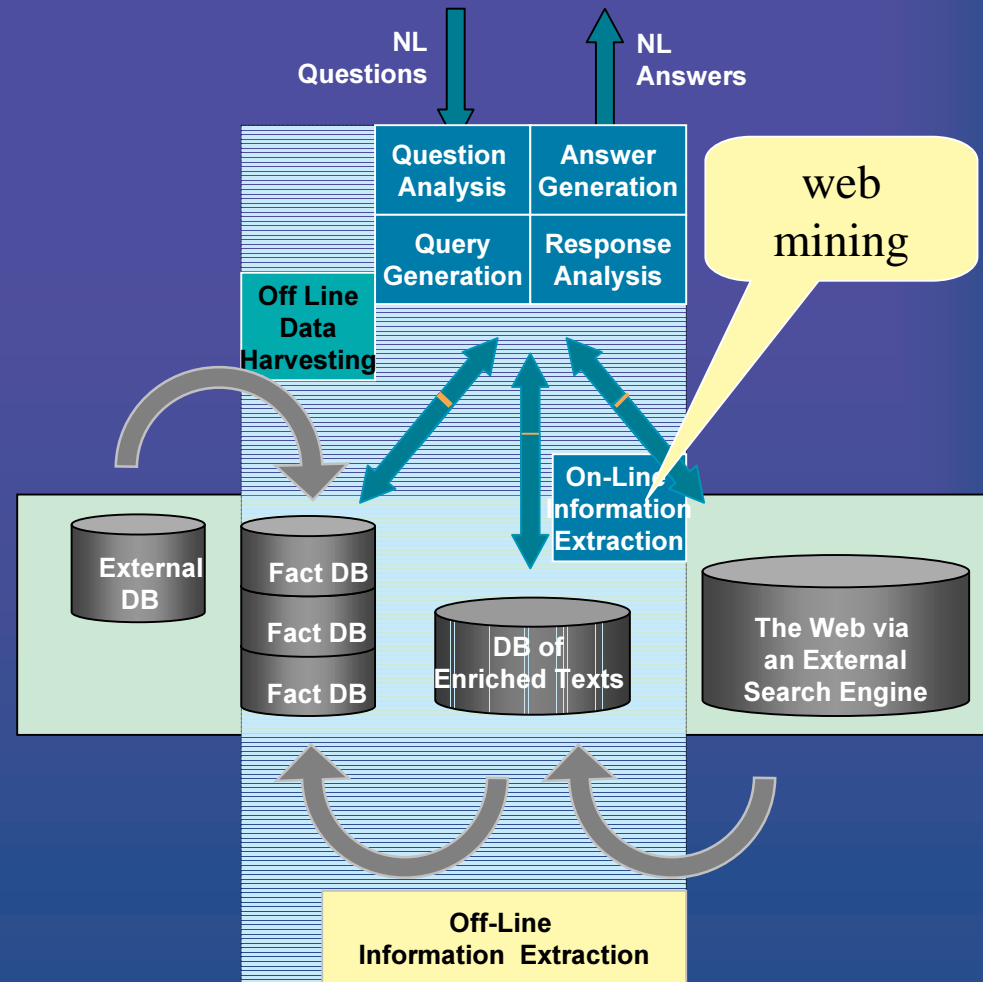 NL
Questions
NL
Answers
Question
Analysis
Answer
Generation
web
mining
Query
Generation
Response
Analysis
Off Line
Data
Harvesting
On-Line
Information
Extraction
External
DB
Fact DB
Fact DB
Fact DB
DB of
Enriched Texts
The Web via
an External
Search Engine
Off-Line
Information Extraction